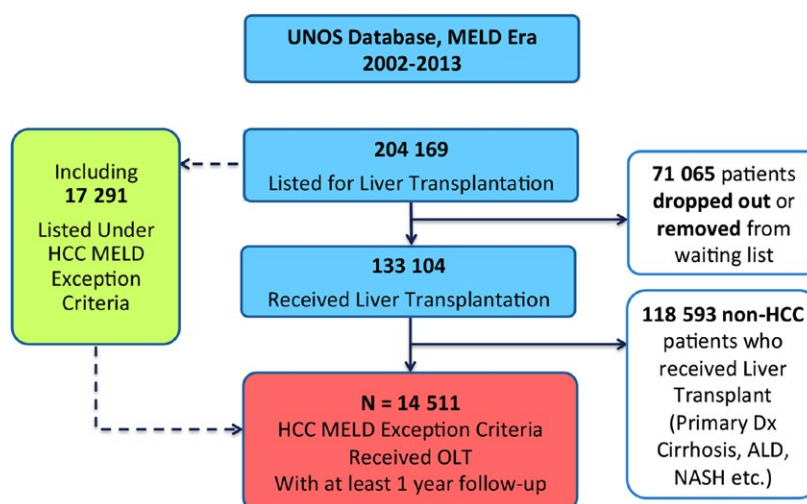 UNOS Database, MELD Era
2002-2013
204 169
Listed for Liver Transplantation
Including
17 291
Listed Under
HCC MELD
Exception
Criteria
71 065 patients
dropped out or
removed from
waiting list
133 104
Received Liver Transplantation
118 593 non-HCC
patients who
received Liver
Transplant
(Primary Dx
Cirrhosis, ALD,
NASH etc.)
N = 14 511
HCC MELD Exception Criteria
Received OLT
With at least 1 year follow-up